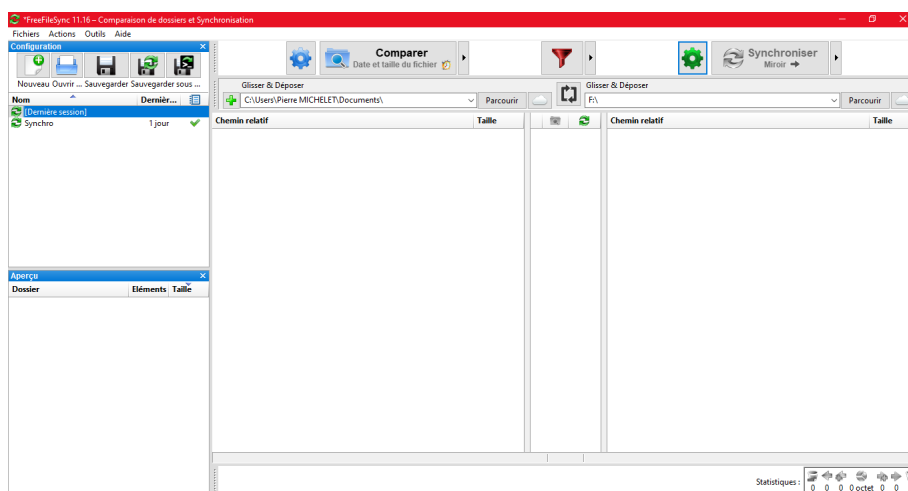 *FreeFileSync 11.16 – Comparaison de dossiers et Synchronisation
Fichiers Actions Outils Aide
Configuration
Nouveau Ouvrir ... Sauvegarder Sauvegarder sous ...
Nom Dernièr...
[Dernière session]
Synchro 1 jour
Comparer
Date et taille du fichier
Synchroniser
Miroir
Glisser & Déposer
C:\Users\Pierre MICHELET\Documents\ Parcourir
Glisser & Déposer
F:\ Parcourir
Chemin relatif Taille
Chemin relatif Taille
Aperçu
Dossier Eléments Taille
Statistiques :
0 0 0 0 octet 0 0